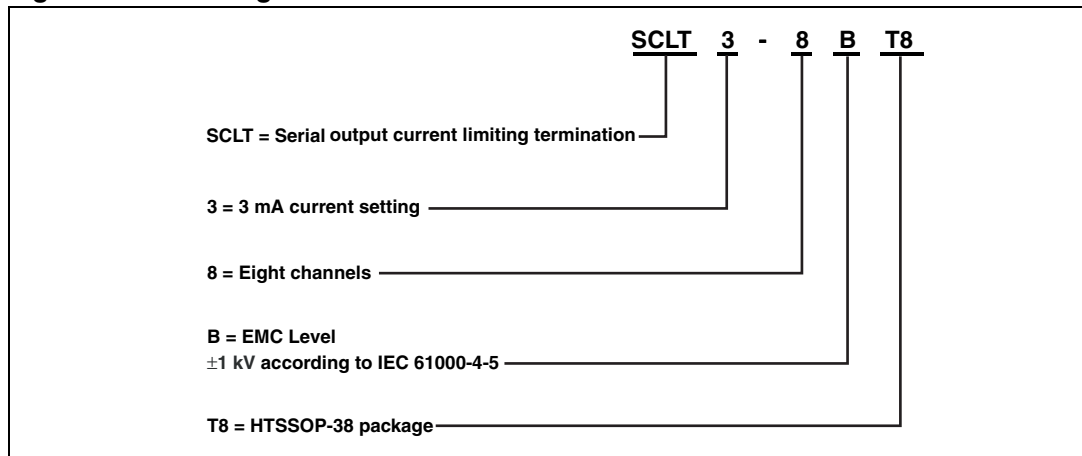 SCLT 3 - 8 B T8
SCLT = Serial output current limiting termination
3 = 3 mA current setting
8 = Eight channels
B = EMC Level
±1 kV according to IEC 61000-4-5
T8 = HTSSOP-38 package